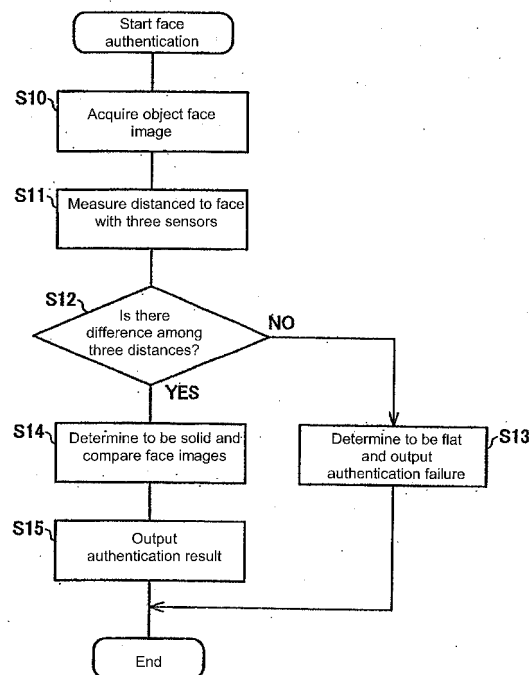 Start face
authentication
S10
Acquire object face
image
S11
Measure distanced to face
with three sensors
S12
Is there
difference among
three distances?
NO
YES
S14
Determine to be solid and
compare face images
Determine to be flat
and output
authentication failure
S13
S15
Output
authentication result
End